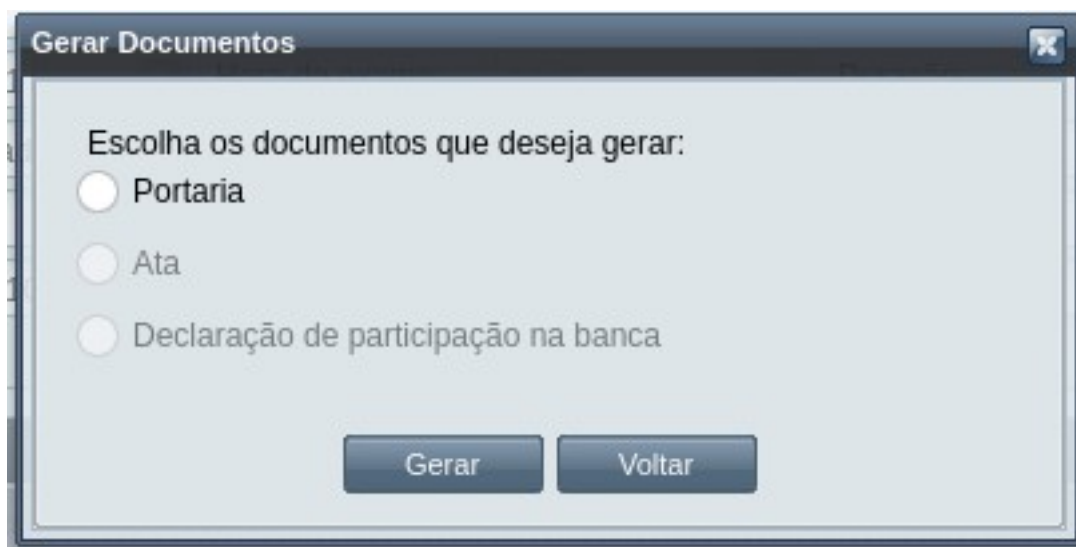 Gerar Documentos
Escolha os documentos que deseja gerar:
Portaria
Ata
Declaração de participação na banca
Gerar
Voltar